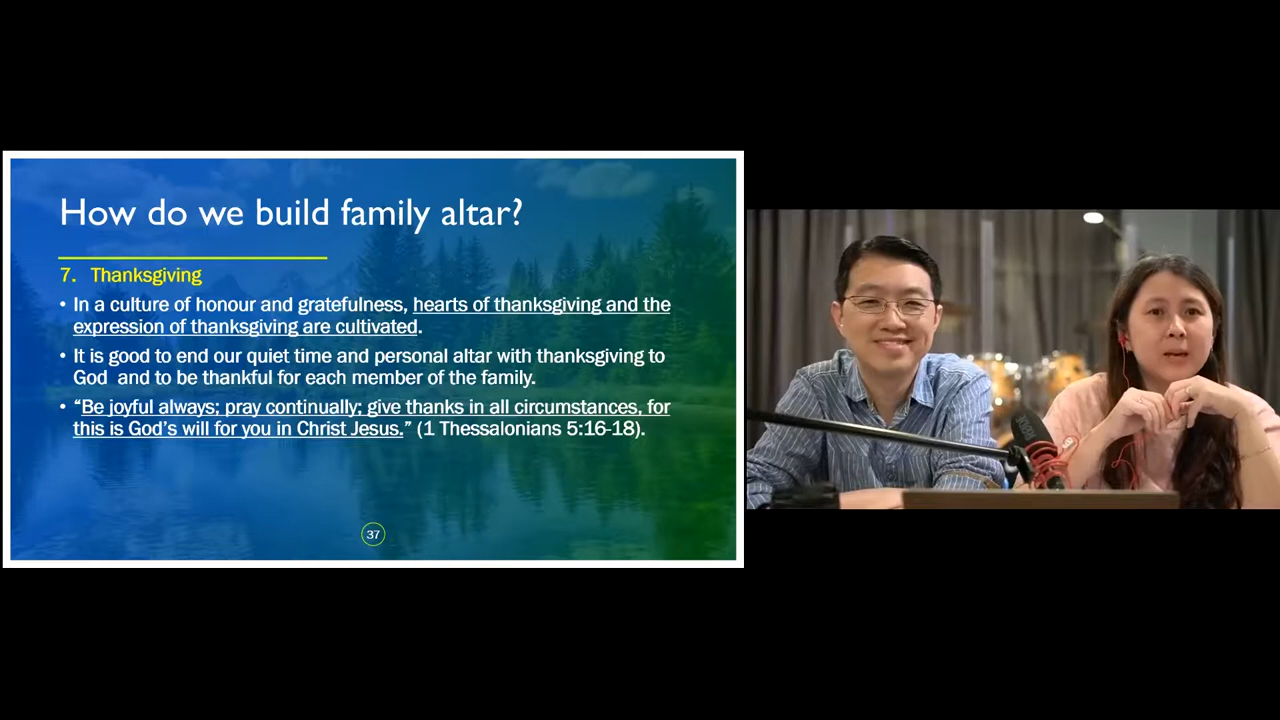 How do we build family altar?
7. Thanksgiving
• In a culture of honour and gratefulness, hearts of thanksgiving and the
expression of thanksgiving are cultivated.
• It is good to end our quiet time and personal altar with thanksgiving to
God and to be thankful for each member of the family.
• “Be joyful always; pray continually; give thanks in all circumstances, for
this is God’s will for you in Christ Jesus.” (1 Thessalonians 5:16-18).
37